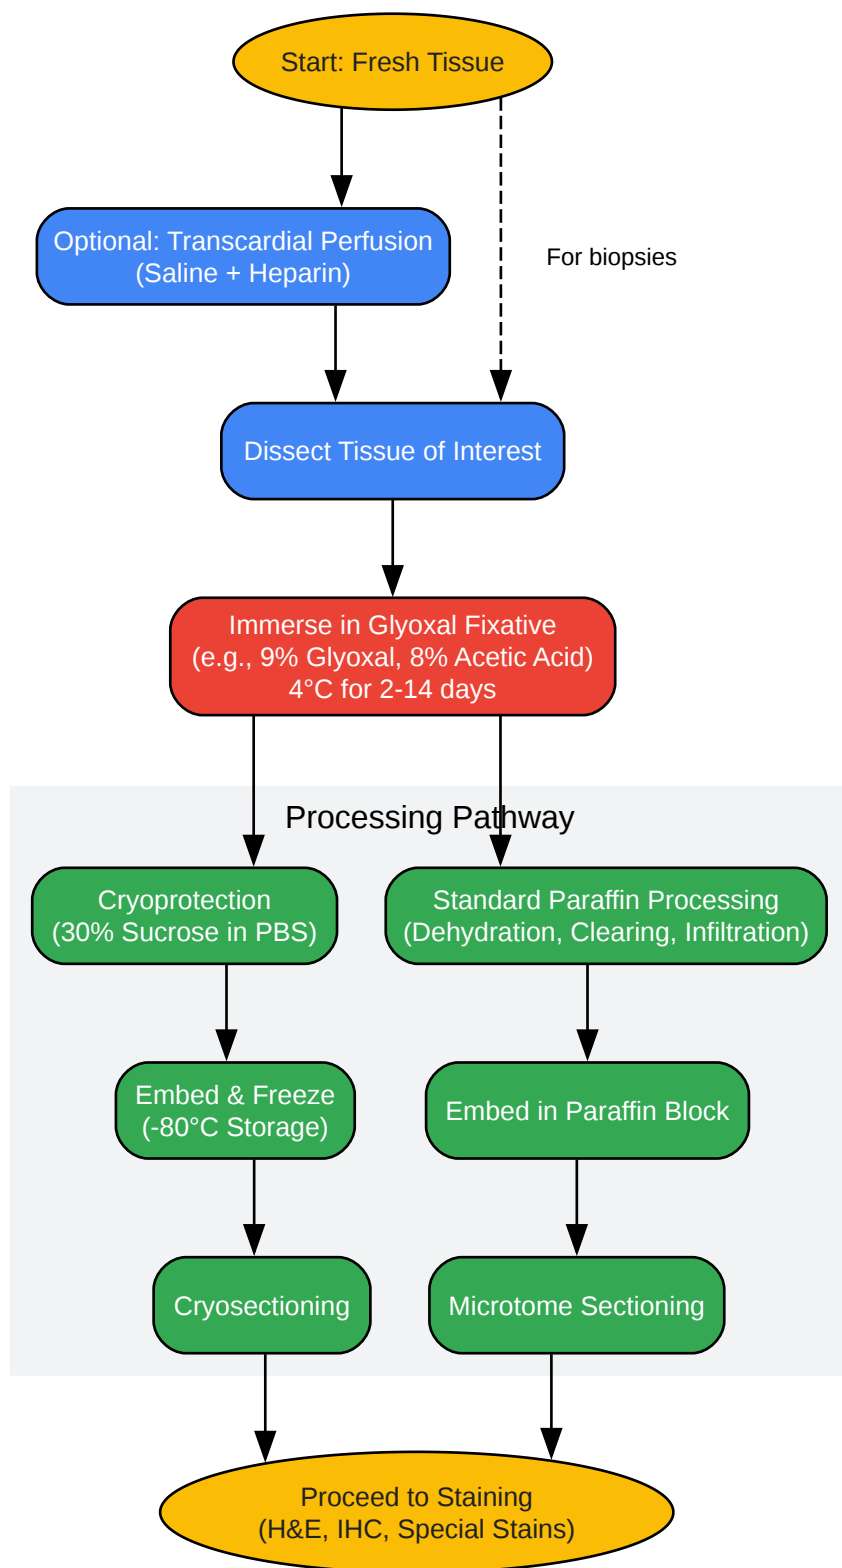 Start: Fresh Tissue
Optional: Transcardial Perfusion
(Saline + Heparin)
For biopsies
Dissect Tissue of Interest
Immerse in Glyoxal Fixative
(e.g., 9% Glyoxal, 8% Acetic Acid)
4°C for 2-14 days
Processing Pathway
Cryoprotection
(30% Sucrose in PBS)
Standard Paraffin Processing
(Dehydration, Clearing, Infiltration)
Embed & Freeze
(-80°C Storage)
Embed in Paraffin Block
Cryosectioning
Microtome Sectioning
Proceed to Staining
(H&E, IHC, Special Stains)